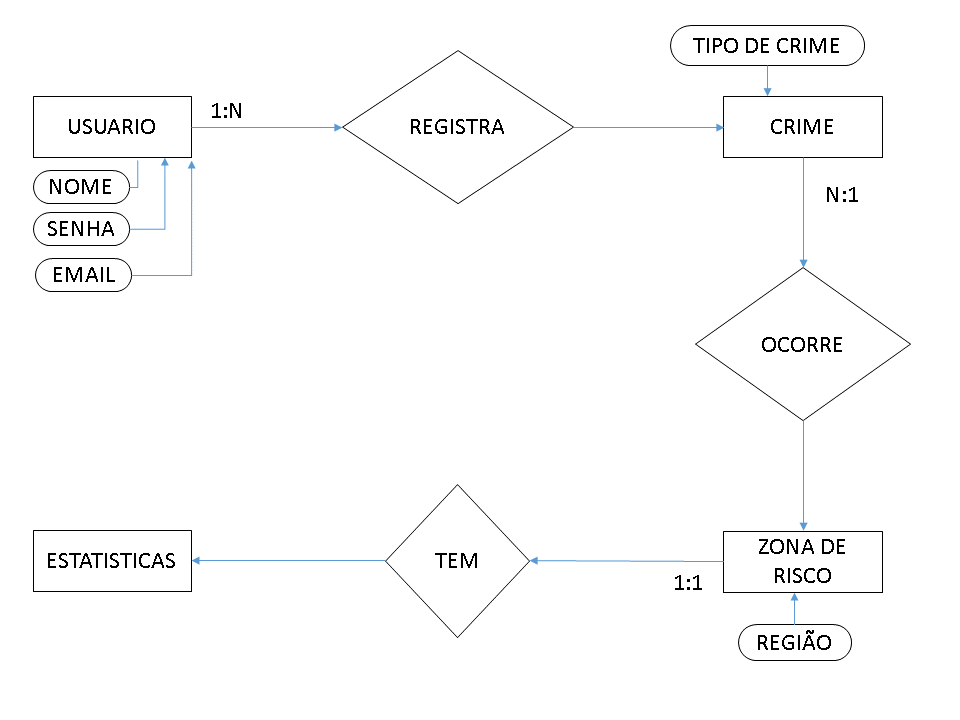 TIPO DE CRIME
USUARIO
1:N
REGISTRA
CRIME
NOME
SENHA
EMAIL
N:1
OCORRE
ESTATISTICAS
TEM
1:1
ZONA DE
RISCO
REGIÃO